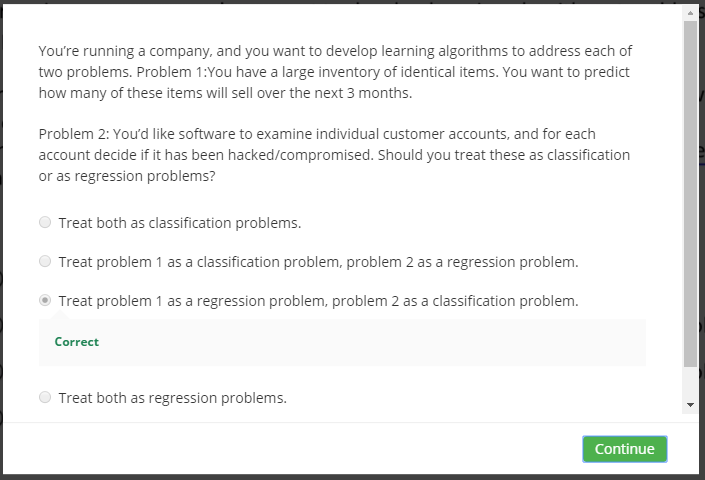 You're running a company, and you want to develop learning algorithms to address each of
two problems. Problem 1:You have a large inventory of identical items. You want to predict
how many of these items will sell over the next 3 months.
Problem 2: You'd like software to examine individual customer accounts, and for each
account decide if it has been hacked/compromised. Should you treat these as classification
or as regression problems?
Treat both as classification problems.
Treat problem 1 as a classification problem, problem 2 as a regression problem.
Treat problem 1 as a regression problem, problem 2 as a classification problem.
Correct
Treat both as regression problems.
Continue